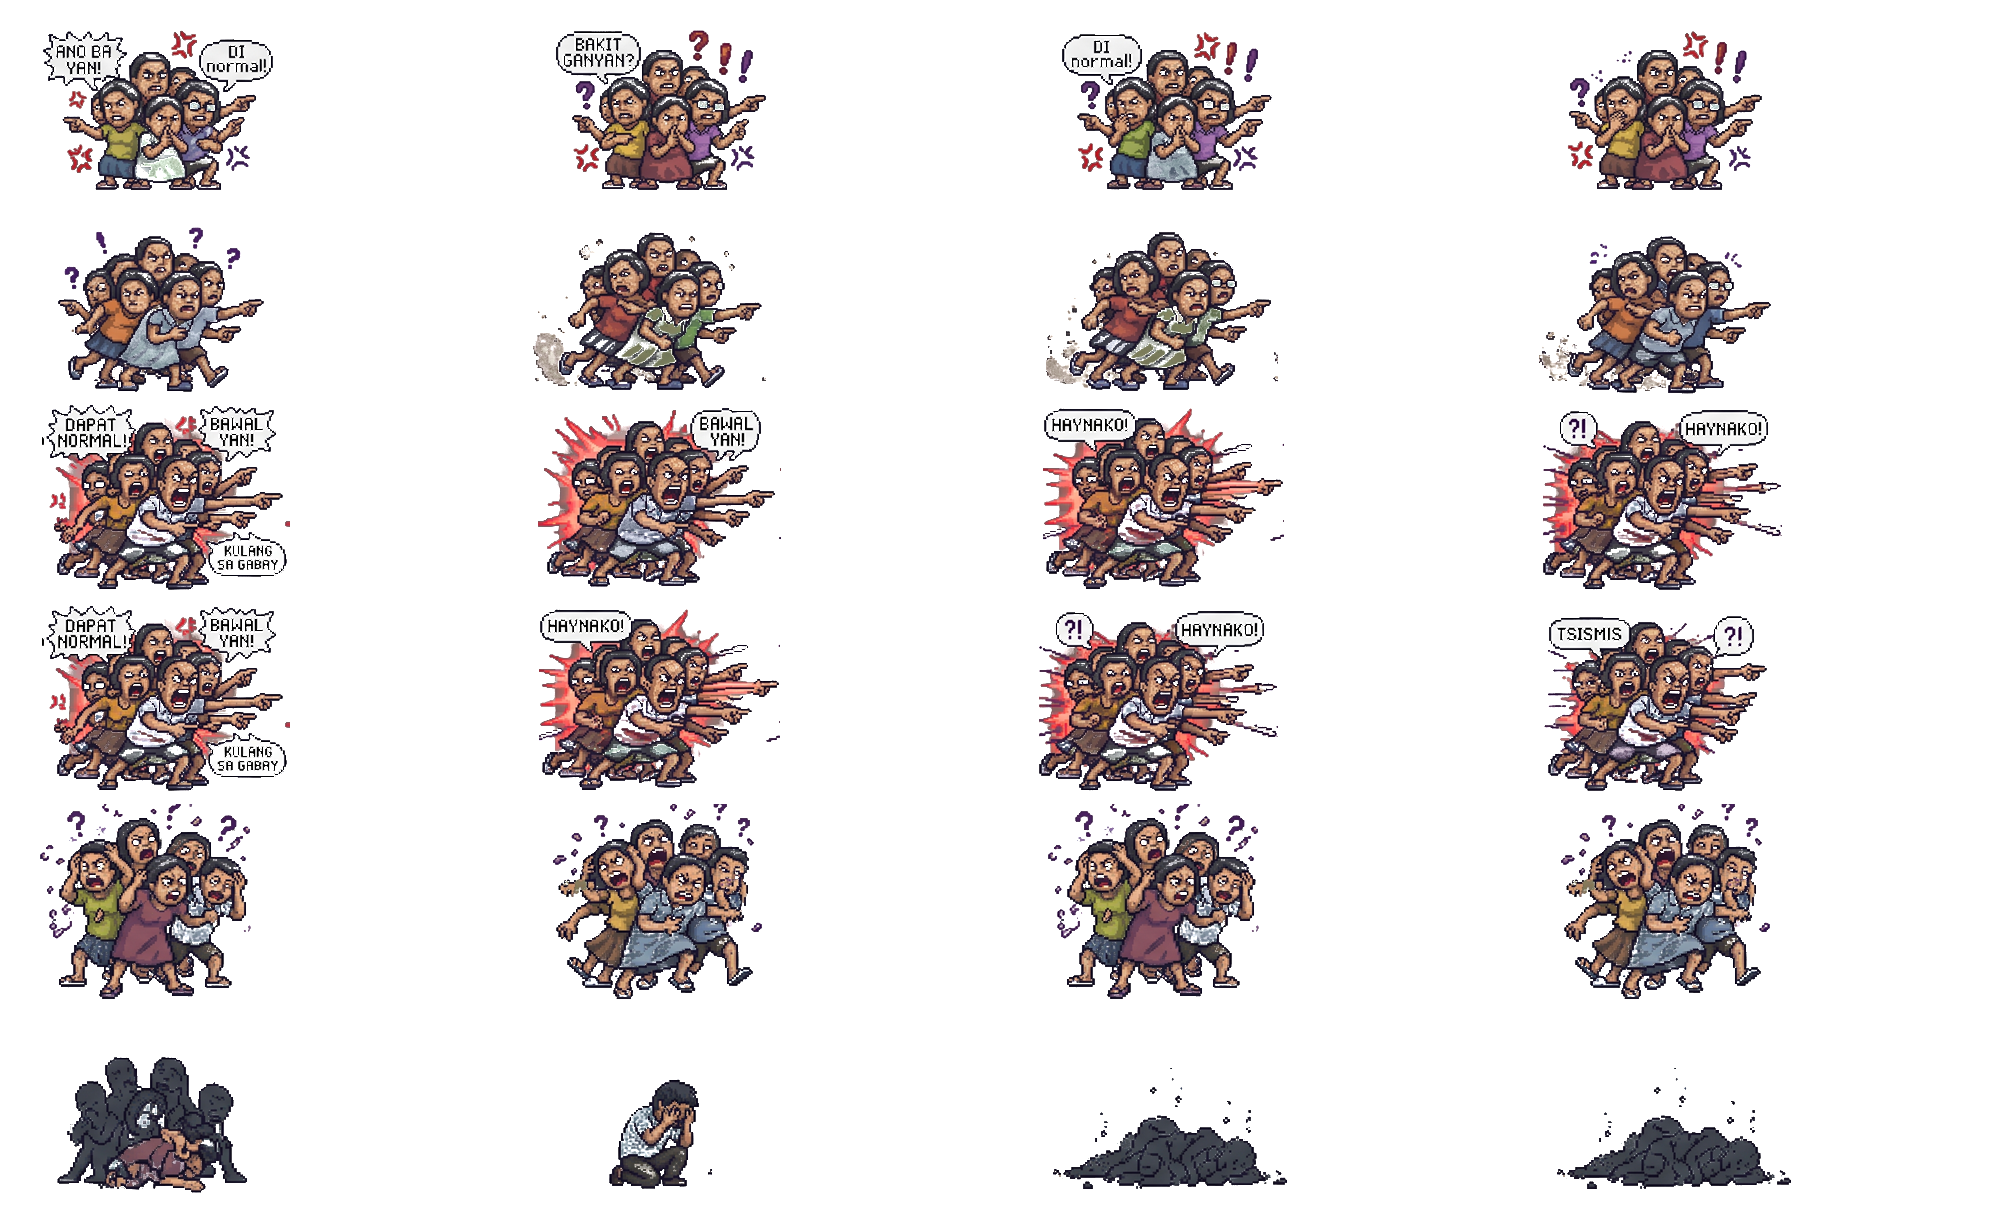 ANO BA
YAN!
DI
normal!
BAKIT
GANYAN?
? ! !
?
DI
normal!
! !
?
! !
?
! ? ?
?
DAPAT
NORMAL!
BAWAL
YAN!
KULANG
SA GABAY
BAWAL
YAN!
HAYNAKO!
?!
HAYNAKO!
DAPAT
NORMAL!
BAWAL
YAN!
KULANG
SA GABAY
HAYNAKO!
?!
HAYNAKO!
TSISMIS
?!
? ? ?
? ? ?
? ? ?
? ? ?